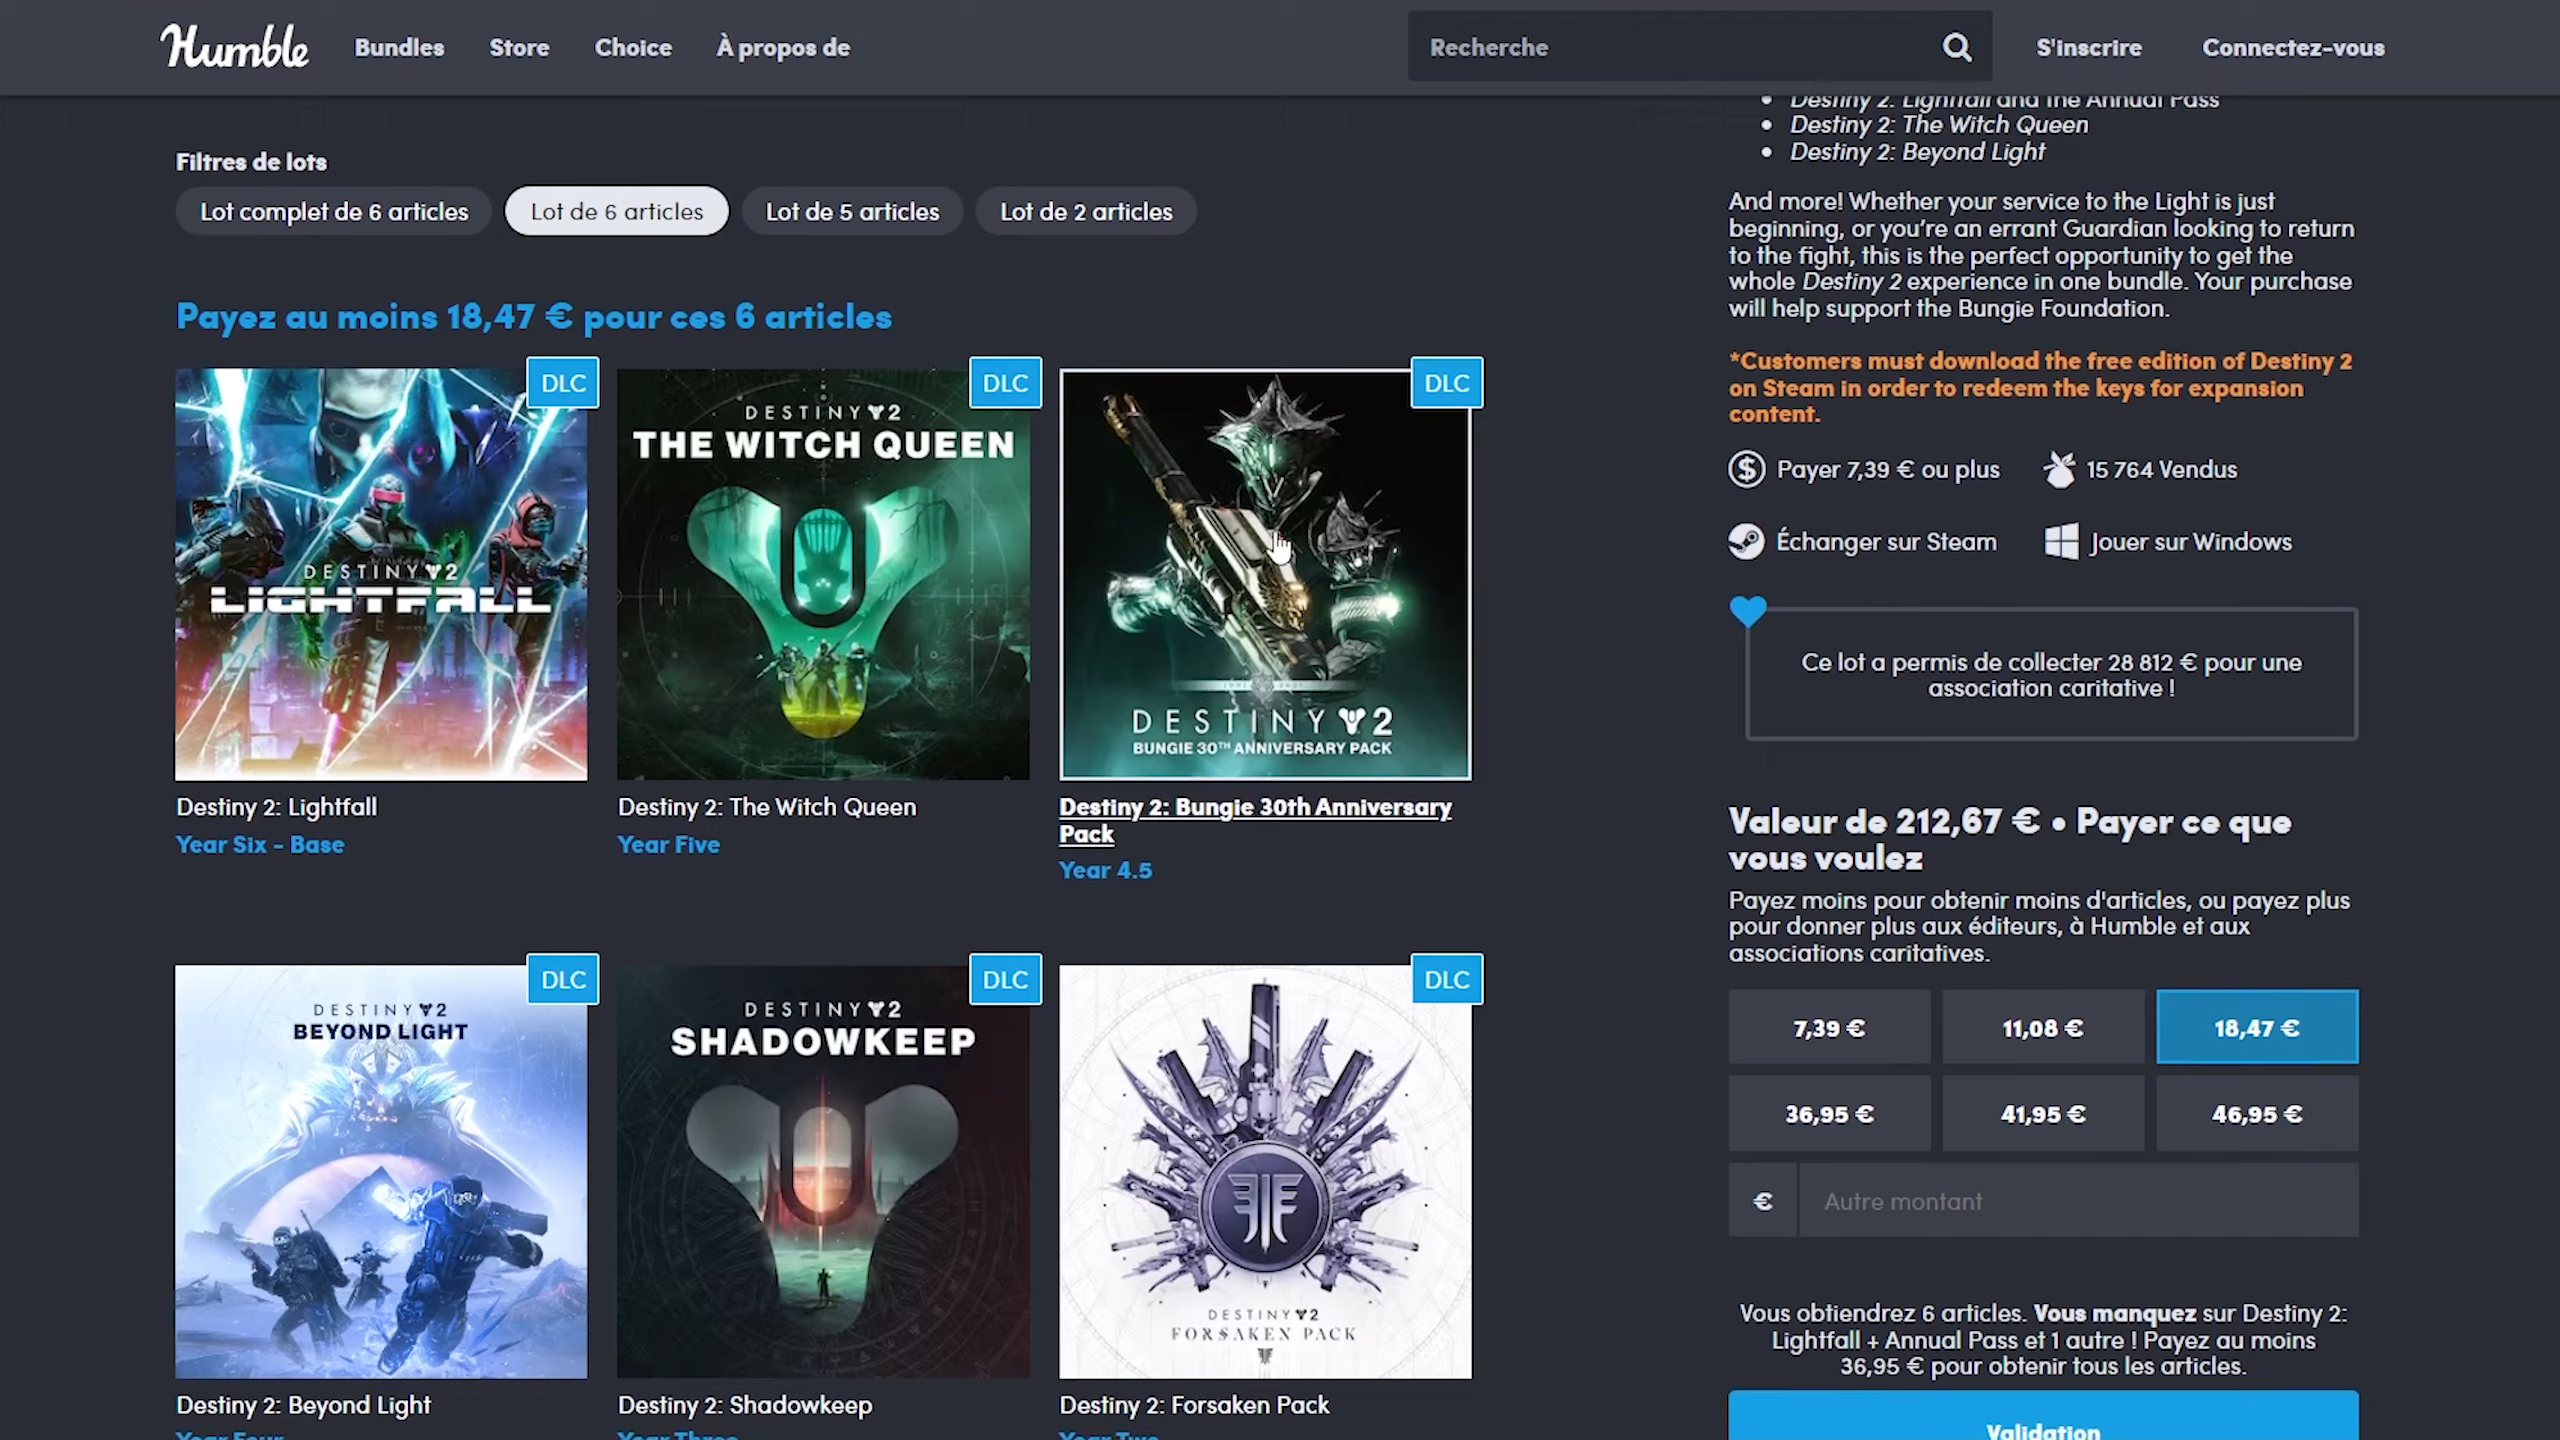 Humble
Bundles
Store
Choice
À propos de
Recherche
S'inscrire
Connectez-vous
Filtres de lots
Lot complet de 6 articles
Lot de 6 articles
Lot de 5 articles
Lot de 2 articles
Payez au moins 18,47 € pour ces 6 articles
DLC
DESTINY 2
LIGHTFALL
Destiny 2: Lightfall
Year Six - Base
DLC
DESTINY 2
THE WITCH QUEEN
Destiny 2: The Witch Queen
Year Five
DLC
DESTINY 2
BUNGIE 30TH ANNIVERSARY PACK
Destiny 2: Bungie 30th Anniversary
Pack
Year 4.5
DLC
DESTINY 2
BEYOND LIGHT
Destiny 2: Beyond Light
Year Four
DLC
DESTINY 2
SHADOWKEEP
Destiny 2: Shadowkeep
Year Three
DLC
DESTINY 2
FORSAKEN PACK
Destiny 2: Forsaken Pack
Year Two
Destiny 2: Lightfall and the Annual Pass
Destiny 2: The Witch Queen
Destiny 2: Beyond Light
And more! Whether your service to the Light is just
beginning, or you’re an errant Guardian looking to return
to the fight, this is the perfect opportunity to get the
whole Destiny 2 experience in one bundle. Your purchase
will help support the Bungie Foundation.
*Customers must download the free edition of Destiny 2
on Steam in order to redeem the keys for expansion
content.
Payer 7,39 € ou plus
15 764 Vendus
Échanger sur Steam
Jouer sur Windows
Ce lot a permis de collecter 28 812 € pour une
association caritative !
Valeur de 212,67 € • Payer ce que
vous voulez
Payez moins pour obtenir moins d'articles, ou payez plus
pour donner plus aux éditeurs, à Humble et aux
associations caritatives.
7,39 €
11,08 €
18,47 €
36,95 €
41,95 €
46,95 €
€
Autre montant
Vous obtiendrez 6 articles. Vous manquez sur Destiny 2:
Lightfall + Annual Pass et 1 autre ! Payez au moins
36,95 € pour obtenir tous les articles.
Validation